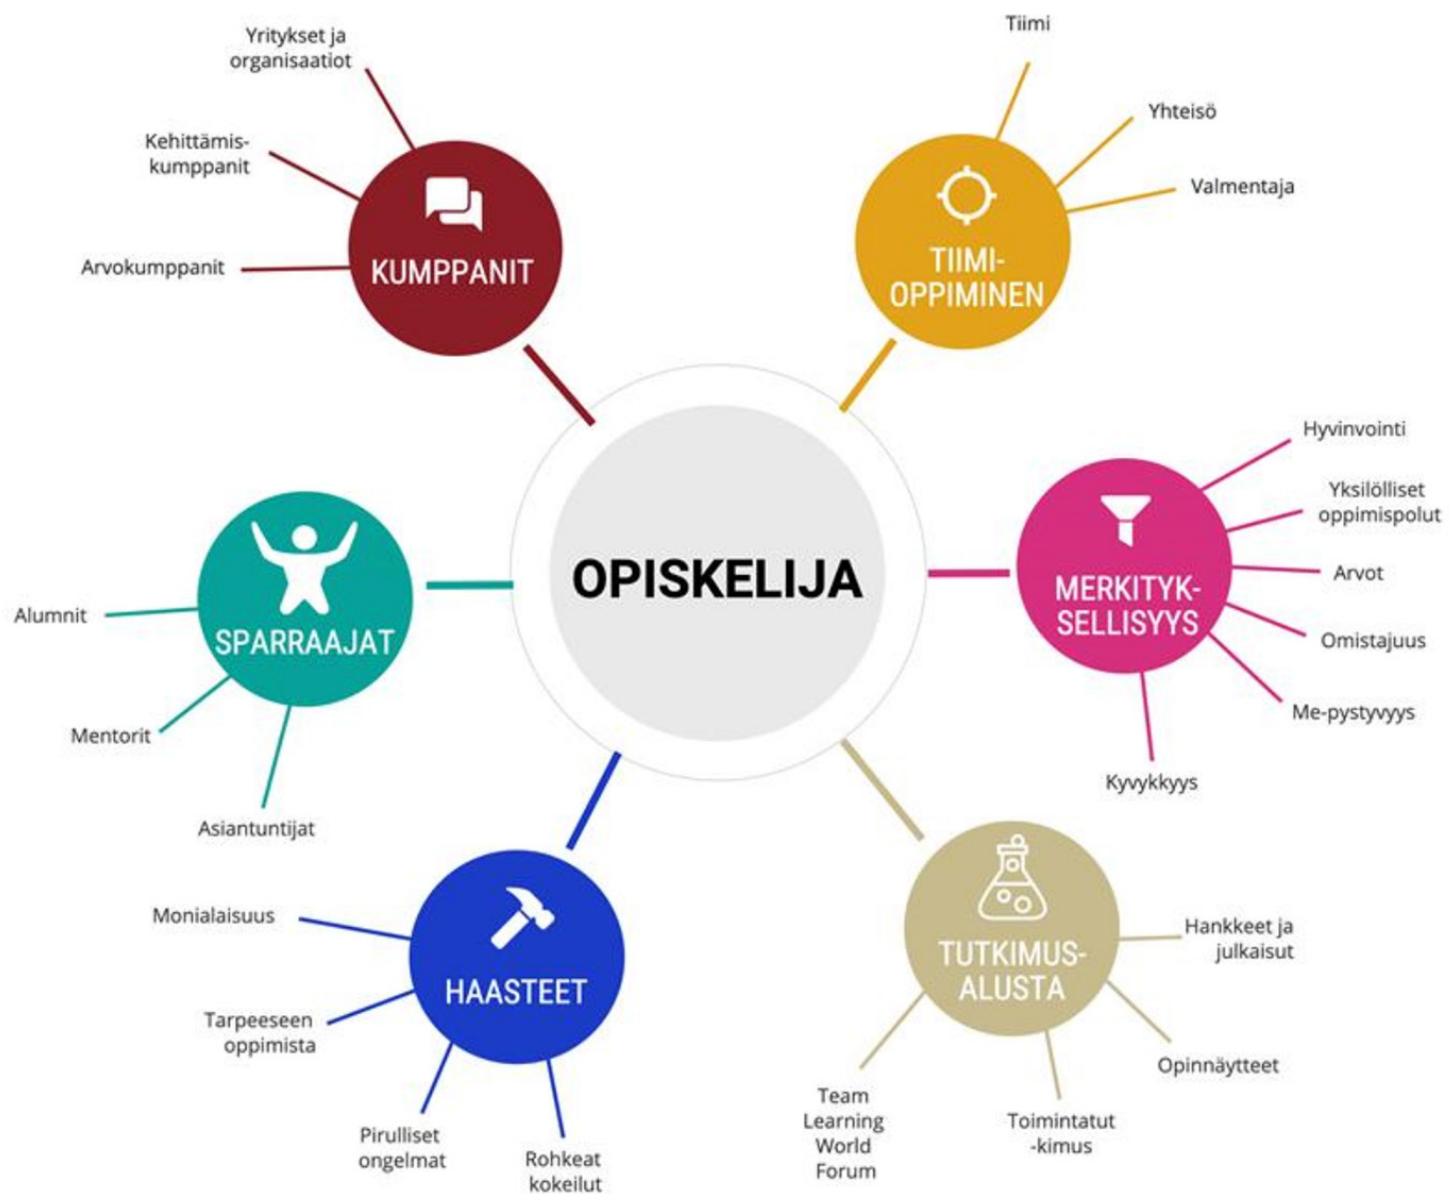 Yritykset ja
organisaatiot
Kehittämis-
kumppanit
Arvokumppanit
KUMPPANIT
Tiimi
Yhteisö
Valmentaja
TIIMI-
OPPIMINEN
OPISKELIJA
Hyvinvointi
Yksilölliset
oppimispolut
Arvot
Omistajuus
Me-pystyvyys
Kyvykkyys
MERKITYK-
SELLISYYS
SPARRAAJAT
Alumnit
Mentorit
Asiantuntijat
HAASTEET
Monialaisuus
Tarpeeseen
oppimista
Pirulliset
ongelmat
Rohkeat
kokeilut
TUTKIMUS-
ALUSTA
Hankkeet ja
julkaisut
Opinnäytteet
Toimintatut
-kimus
Team
Learning
World
Forum